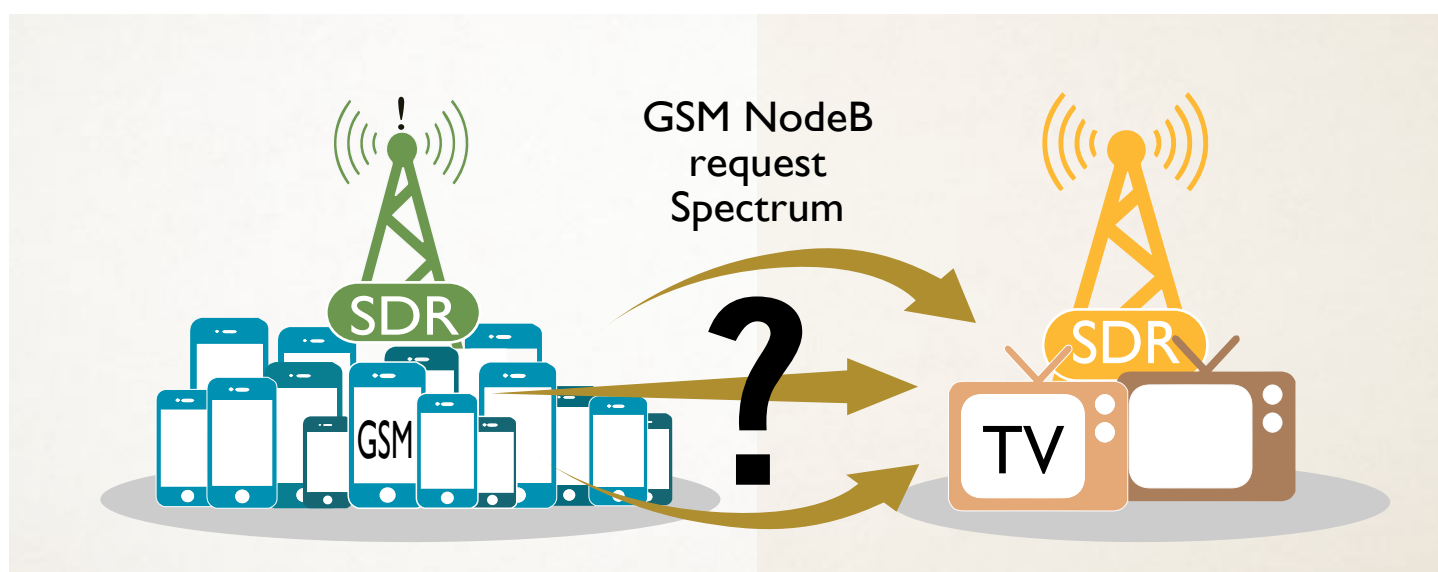 !
GSM NodeB
request
Spectrum
SDR
?
SDR
GSM
TV